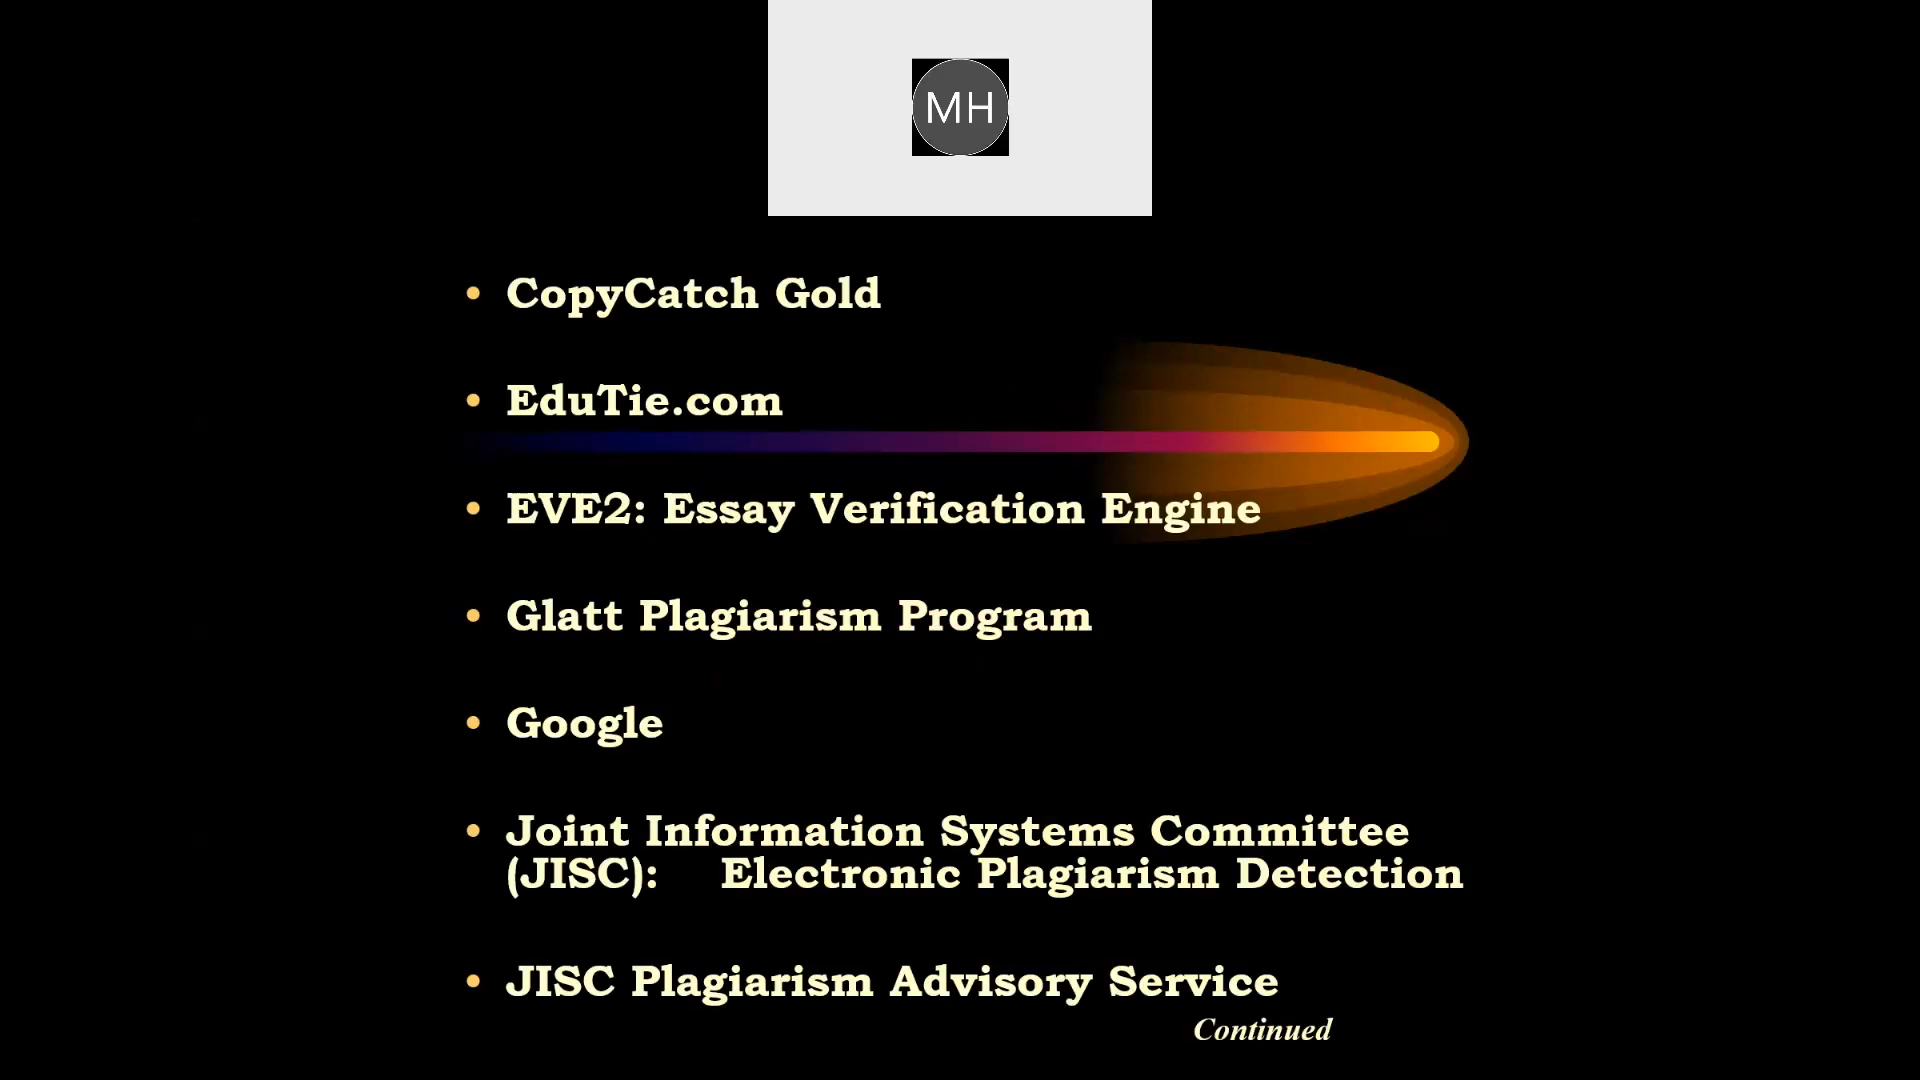 MH
• CopyCatch Gold
• EduTie.com
• EVE2: Essay Verification Engine
• Glatt Plagiarism Program
• Google
• Joint Information Systems Committee
(JISC): Electronic Plagiarism Detection
• JISC Plagiarism Advisory Service
Continued